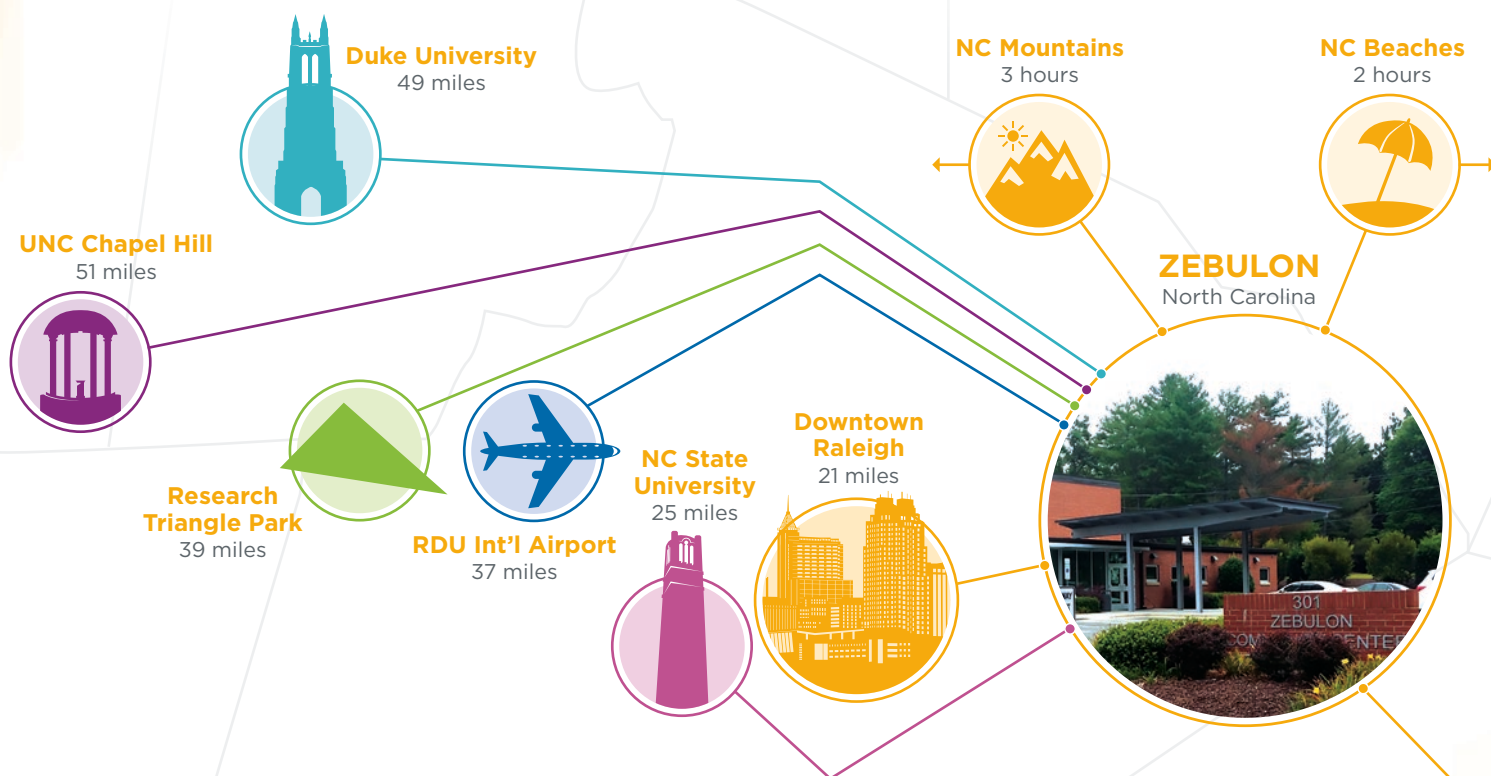 Duke University
49 miles
NC Mountains
3 hours
NC Beaches
2 hours
UNC Chapel Hill
51 miles
ZEBULON
North Carolina
Research
Triangle Park
39 miles
RDU Int'l Airport
37 miles
NC State
University
25 miles
Downtown
Raleigh
21 miles
301
ZEBULON